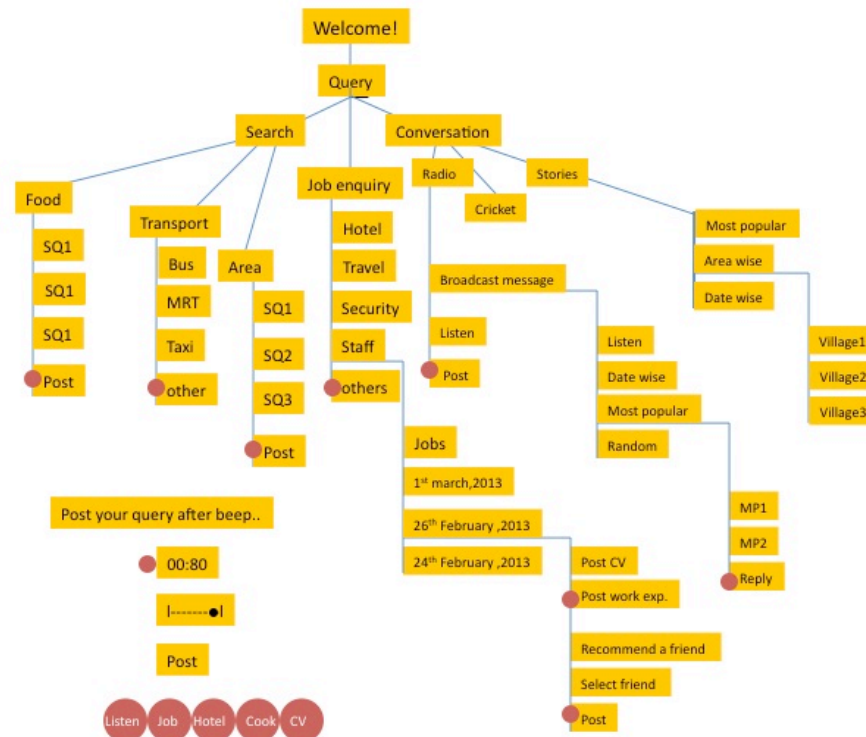 Welcome!
Query
Search
Conversation
Food
SQ1
SQ1
SQ1
Post
Transport
Bus
MRT
Taxi
other
Area
SQ1
SQ2
SQ3
Post
Job enquiry
Hotel
Travel
Security
Staff
others
Jobs
1st march,2013
26th February ,2013
24th February ,2013
Post CV
Post work exp.
Recommend a friend
Select friend
Post
Radio
Cricket
Stories
Broadcast message
Listen
Post
Listen
Date wise
Most popular
Random
MP1
MP2
Reply
Most popular
Area wise
Date wise
Village1
Village2
Village3
Post your query after beep..
00:80
I-------●I
Post
Listen
Job
Hotel
Cook
CV